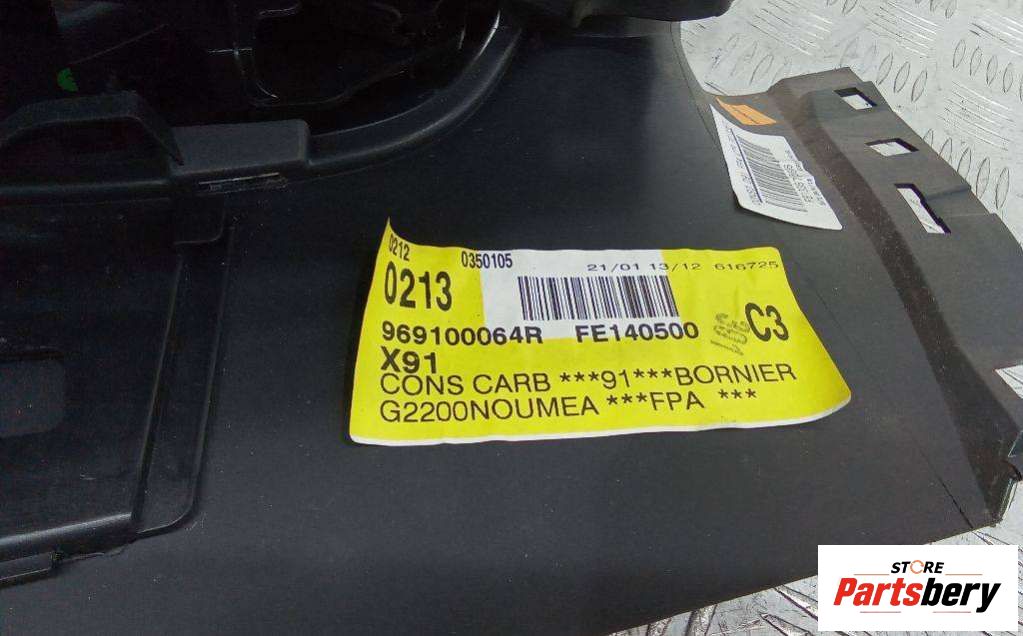 0212
0350105
21/01 13/12 616725
0213
969100064R FE140500 C3
X91
CONS CARB ***91***BORNIER
G2200NOUMEA ***FPA ***
STORE
Partsbery